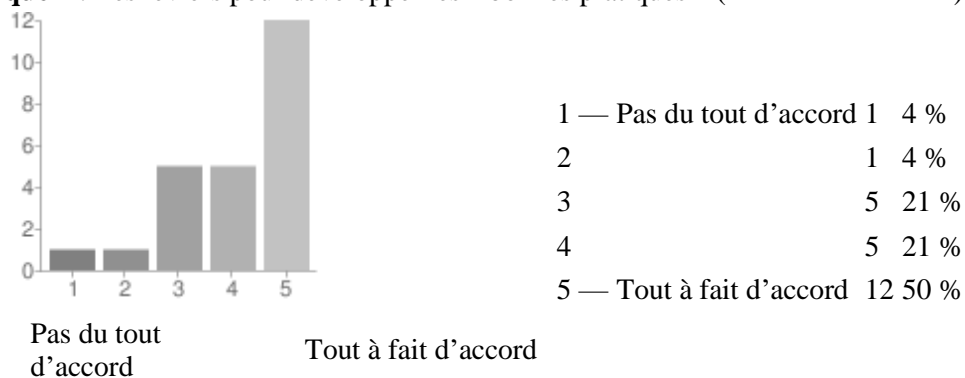 12
10
8
6
4
2
0
1 2 3 4 5
Pas du tout
d’accord
Tout à fait d’accord
1 — Pas du tout d’accord 1 4 %
2 1 4 %
3 5 21 %
4 5 21 %
5 — Tout à fait d’accord 12 50 %